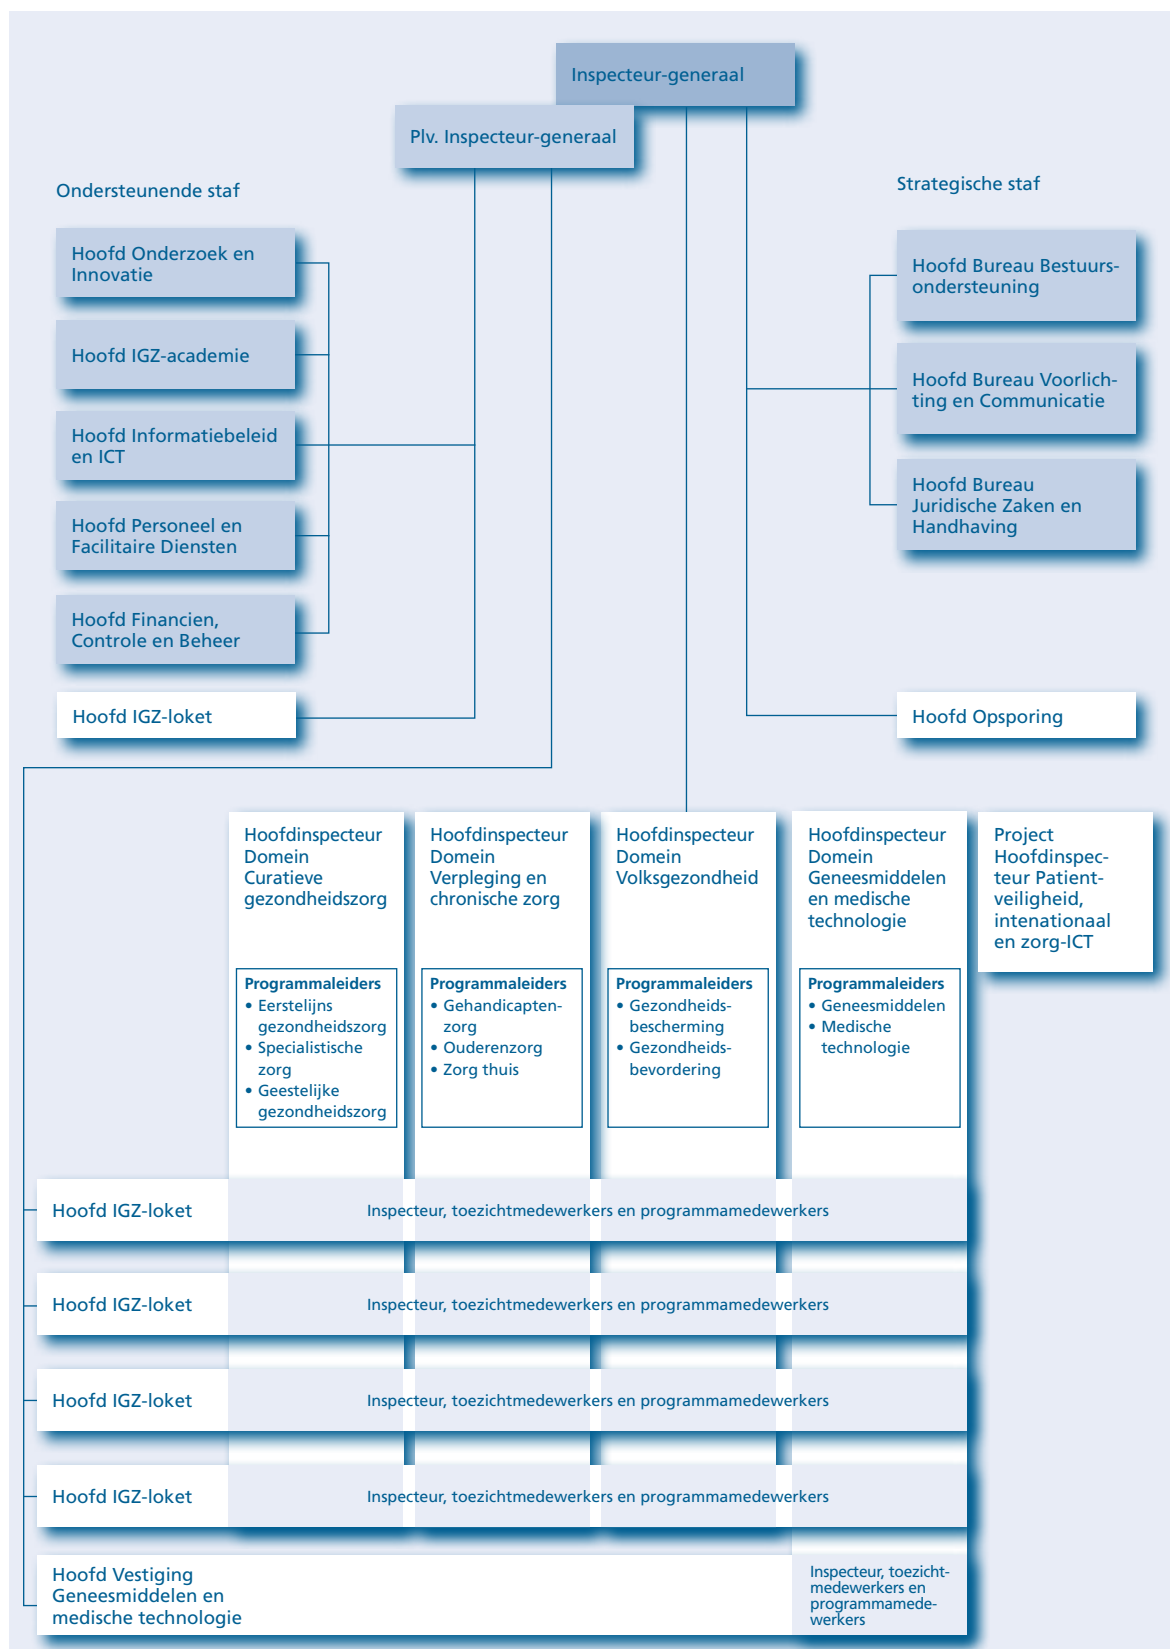 Inspecteur-generaal
Plv. Inspecteur-generaal
Ondersteunende staf
Strategische staf
Hoofd Onderzoek en
Innovatie
Hoofd IGZ-academie
Hoofd Informatiebeleid
en ICT
Hoofd Personeel en
Facilitaire Diensten
Hoofd Financien,
Controle en Beheer
Hoofd IGZ-loket
Hoofd Bureau Bestuurs-
ondersteuning
Hoofd Bureau Voorlich-
ting en Communicatie
Hoofd Bureau
Juridische Zaken en
Handhaving
Hoofd Opsporing
Hoofdinspecteur
Domein
Curatieve
gezondheidszorg
Programmaleiders
• Eerstelijns
gezondheidszorg
• Specialistische
zorg
• Geestelijke
gezondheidszorg
Hoofdinspecteur
Domein
Verpleging en
chronische zorg
Programmaleiders
• Gehandicapten-
zorg
• Ouderenzorg
• Zorg thuis
Hoofdinspecteur
Domein
Volksgezondheid
Programmaleiders
• Gezondheids-
bescherming
• Gezondheids-
bevordering
Hoofdinspecteur
Domein
Geneesmiddelen
en medische
technologie
Programmaleiders
• Geneesmiddelen
• Medische
technologie
Project
Hoofdinspec-
teur Patient-
veiligheid,
intenationaal
en zorg-ICT
Hoofd IGZ-loket
Inspecteur, toezichtmedewerkers en programmamedewerkers
Hoofd IGZ-loket
Inspecteur, toezichtmedewerkers en programmamedewerkers
Hoofd IGZ-loket
Inspecteur, toezichtmedewerkers en programmamedewerkers
Hoofd IGZ-loket
Inspecteur, toezichtmedewerkers en programmamedewerkers
Hoofd Vestiging
Geneesmiddelen en
medische technologie
Inspecteur, toezicht-
medewerkers en
programmamede-
werkers